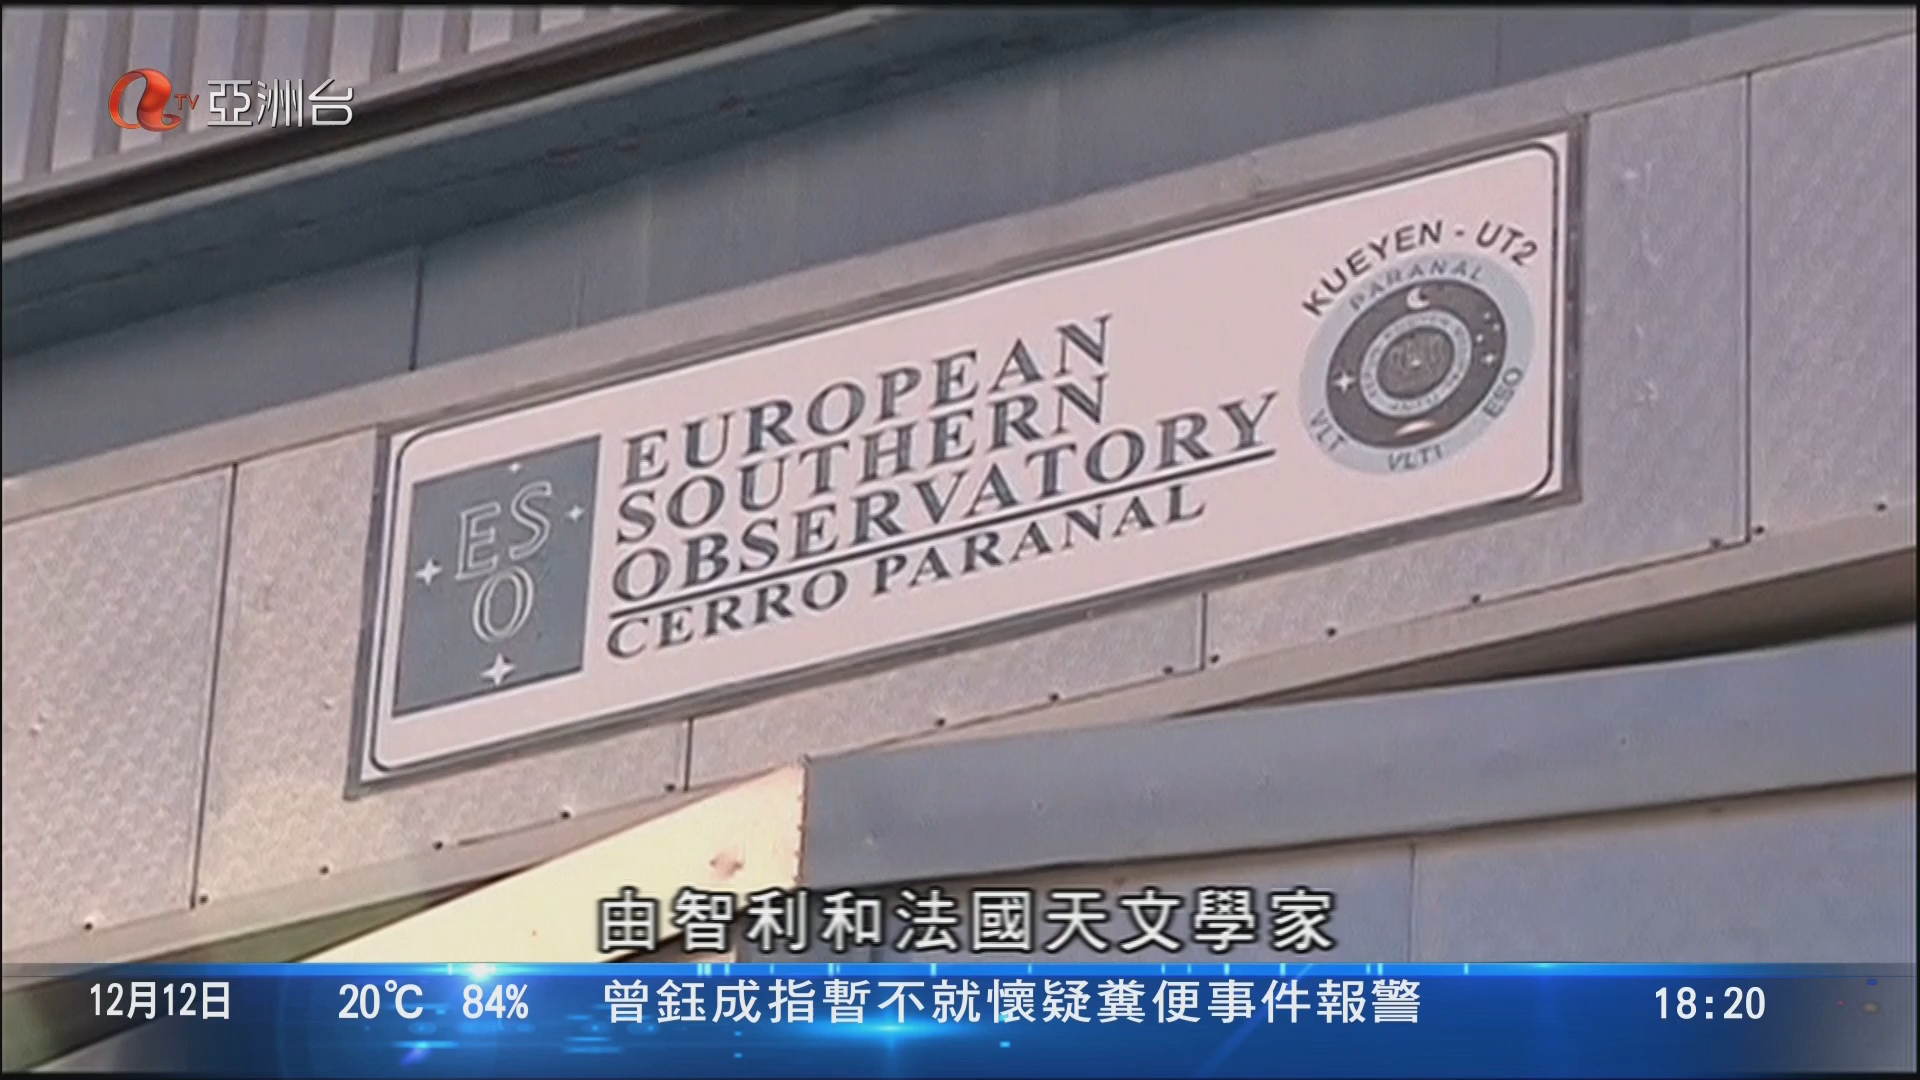 TV 亞洲台
KUEYEN - UT2
PARANAL
VLT
VLTI
ESO
ES
O
EUROPEAN
SOUTHERN
OBSERVATORY
CERRO PARANAL
由智利和法國天文學家
12月12日 20℃ 84% 曾鈺成指暫不就懷疑糞便事件報警 18:20